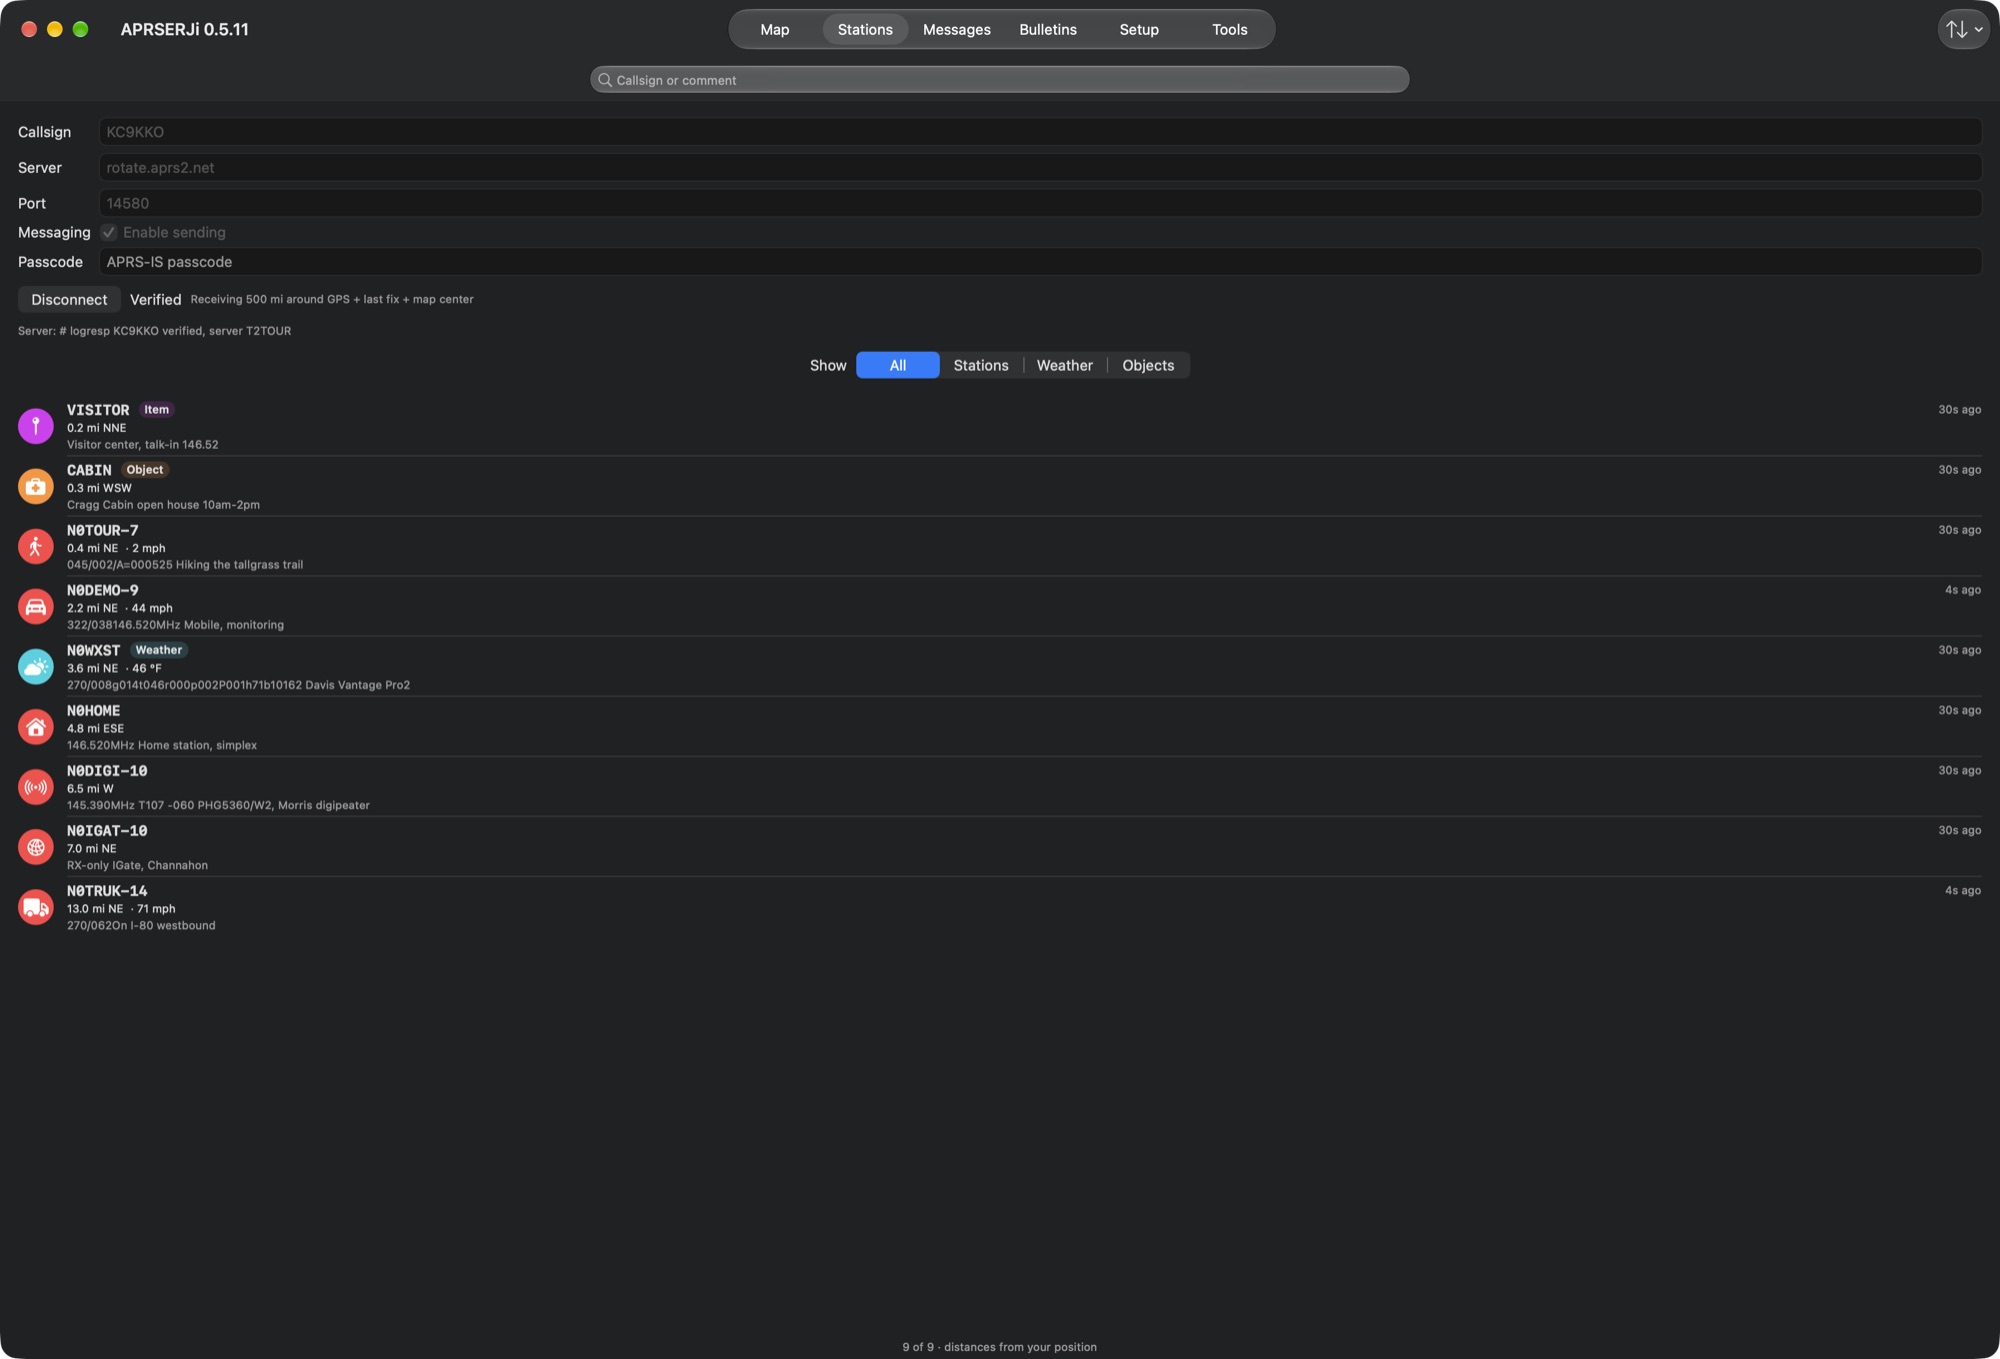 APRSERJi 0.5.11
Map Stations Messages Bulletins Setup Tools
Callsign or comment
Callsign KC9KKO
Server rotate.aprs2.net
Port 14580
Messaging Enable sending
Passcode APRS-IS passcode
Disconnect Verified Receiving 500 mi around GPS + last fix + map center
Server: # logresp KC9KKO verified, server T2TOUR
Show All Stations Weather Objects
VISITOR Item 30s ago
0.2 mi NNE
Visitor center, talk-in 146.52
CABIN Object 30s ago
0.3 mi WSW
Cragg Cabin open house 10am-2pm
N0TOUR-7 30s ago
0.4 mi NE · 2 mph
045/002/A=000525 Hiking the tallgrass trail
N0DEMO-9 4s ago
2.2 mi NE · 44 mph
322/038146.520MHz Mobile, monitoring
N0WXST Weather 30s ago
3.6 mi NE · 46 °F
270/008g014t046r000p002P001h71b10162 Davis Vantage Pro2
N0HOME 30s ago
4.8 mi ESE
146.520MHz Home station, simplex
N0DIGI-10 30s ago
6.5 mi W
145.390MHz T107 -060 PHG5360/W2, Morris digipeater
N0IGAT-10 30s ago
7.0 mi NE
RX-only IGate, Channahon
N0TRUK-14 4s ago
13.0 mi NE · 71 mph
270/062On I-80 westbound
9 of 9 · distances from your position